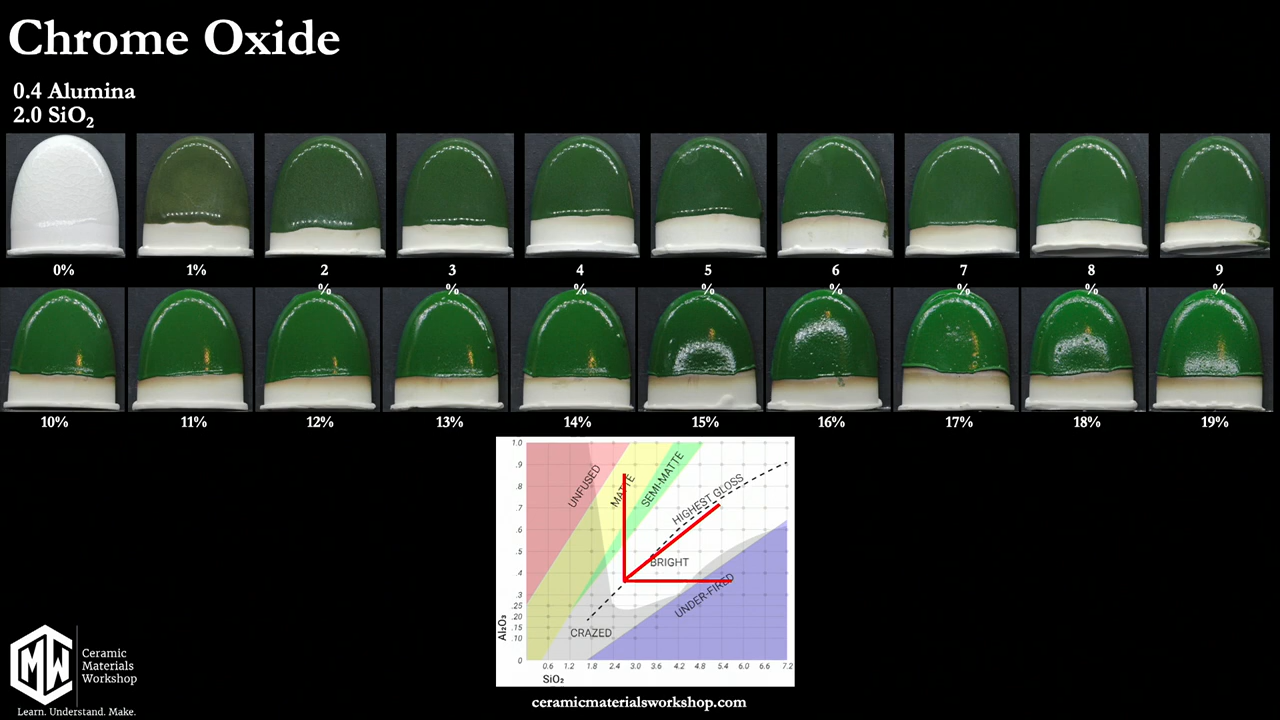 Chrome Oxide
0.4 Alumina
2.0 SiO₂
0% 1% 2 3 4 5 6 7 8 9
% % % % % % % %
10% 11% 12% 13% 14% 15% 16% 17% 18% 19%
1.0
.9
.8
.7
.6
.5
.4
.3
.25
.20
.15
.10
0
Al₂O₃
UNFUSED
MATTE
SEMI-MATTE
HIGHEST GLOSS
BRIGHT
UNDER-FIRED
CRAZED
0.6 1.2 1.8 2.4 3.0 3.6 4.2 4.8 5.4 6.0 6.6 7.2
SiO₂
MW
Ceramic
Materials
Workshop
Learn. Understand. Make.
ceramicmaterialsworkshop.com